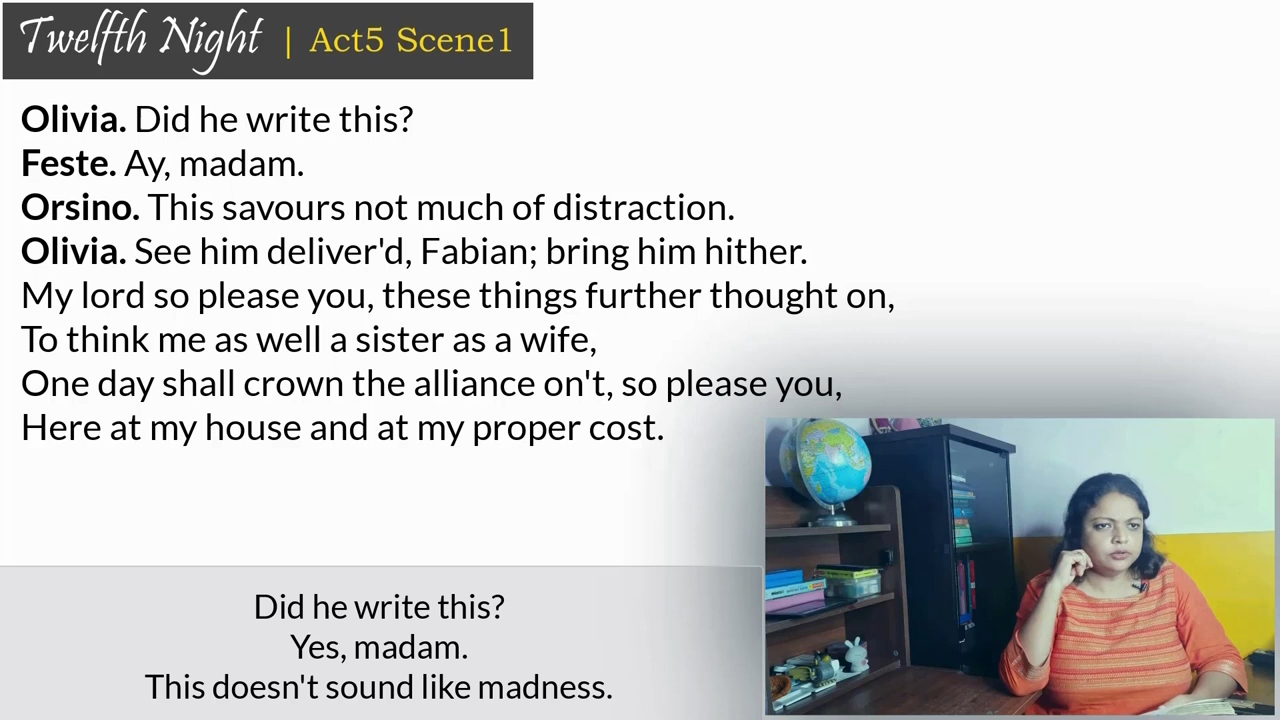 Twelfth Night | Act5 Scene1
Olivia. Did he write this?
Feste. Ay, madam.
Orsino. This savours not much of distraction.
Olivia. See him deliver'd, Fabian; bring him hither.
My lord so please you, these things further thought on,
To think me as well a sister as a wife,
One day shall crown the alliance on't, so please you,
Here at my house and at my proper cost.
Did he write this?
Yes, madam.
This doesn't sound like madness.